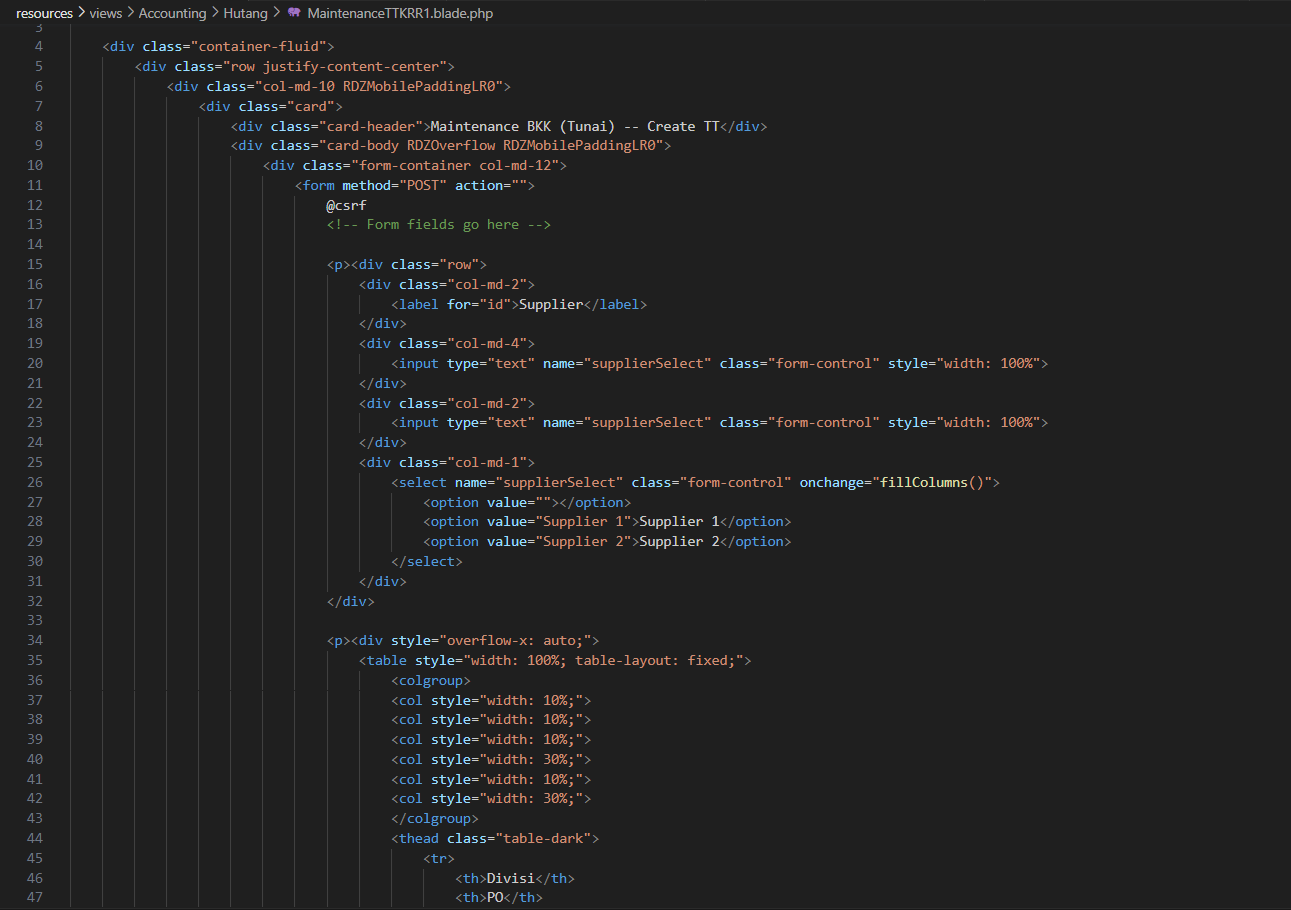 resources > views > Accounting > Hutang > MaintenanceTTKRR1.blade.php
3
4 <div class="container-fluid">
5 <div class="row justify-content-center">
6 <div class="col-md-10 RDZMobilePaddingLR0">
7 <div class="card">
8 <div class="card-header">Maintenance BKK (Tunai) -- Create TT</div>
9 <div class="card-body RDZOverflow RDZMobilePaddingLR0">
10 <div class="form-container col-md-12">
11 <form method="POST" action="">
12 @csrf
13 <!-- Form fields go here -->
14
15 <p><div class="row">
16 <div class="col-md-2">
17 <label for="id">Supplier</label>
18 </div>
19 <div class="col-md-4">
20 <input type="text" name="supplierSelect" class="form-control" style="width: 100%">
21 </div>
22 <div class="col-md-2">
23 <input type="text" name="supplierSelect" class="form-control" style="width: 100%">
24 </div>
25 <div class="col-md-1">
26 <select name="supplierSelect" class="form-control" onchange="fillColumns()">
27 <option value=""></option>
28 <option value="Supplier 1">Supplier 1</option>
29 <option value="Supplier 2">Supplier 2</option>
30 </select>
31 </div>
32 </div>
33
34 <p><div style="overflow-x: auto;">
35 <table style="width: 100%; table-layout: fixed;">
36 <colgroup>
37 <col style="width: 10%;">
38 <col style="width: 10%;">
39 <col style="width: 10%;">
40 <col style="width: 30%;">
41 <col style="width: 10%;">
42 <col style="width: 30%;">
43 </colgroup>
44 <thead class="table-dark">
45 <tr>
46 <th>Divisi</th>
47 <th>PO</th>